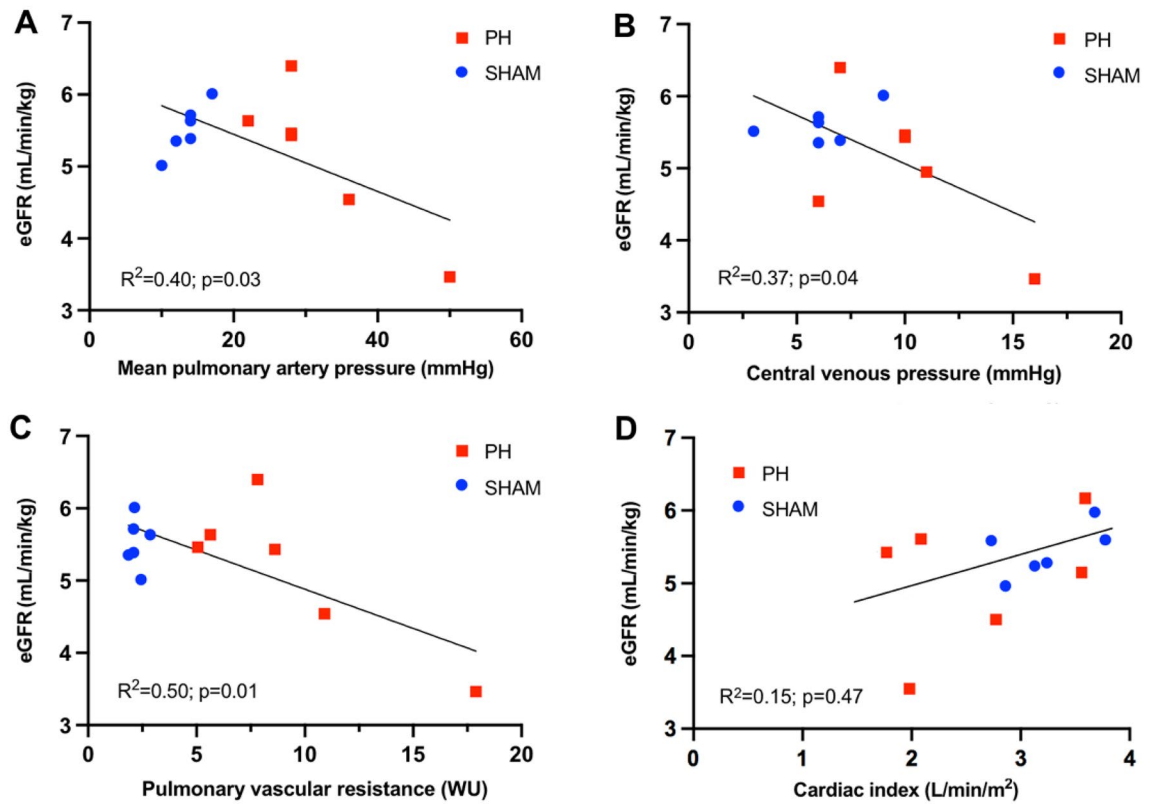 A
7
6
5
4
3
eGFR (mL/min/kg)
PH
SHAM
R2=0.40; p=0.03
0 20 40 60
Mean pulmonary artery pressure (mmHg)
B
7
6
5
4
3
eGFR (mL/min/kg)
PH
SHAM
R2=0.37; p=0.04
0 5 10 15 20
Central venous pressure (mmHg)
C
7
6
5
4
3
eGFR (mL/min/kg)
PH
SHAM
R2=0.50; p=0.01
0 5 10 15 20
Pulmonary vascular resistance (WU)
D
7
6
5
4
3
eGFR (mL/min/kg)
PH
SHAM
R2=0.15; p=0.47
0 1 2 3 4
Cardiac index (L/min/m2)